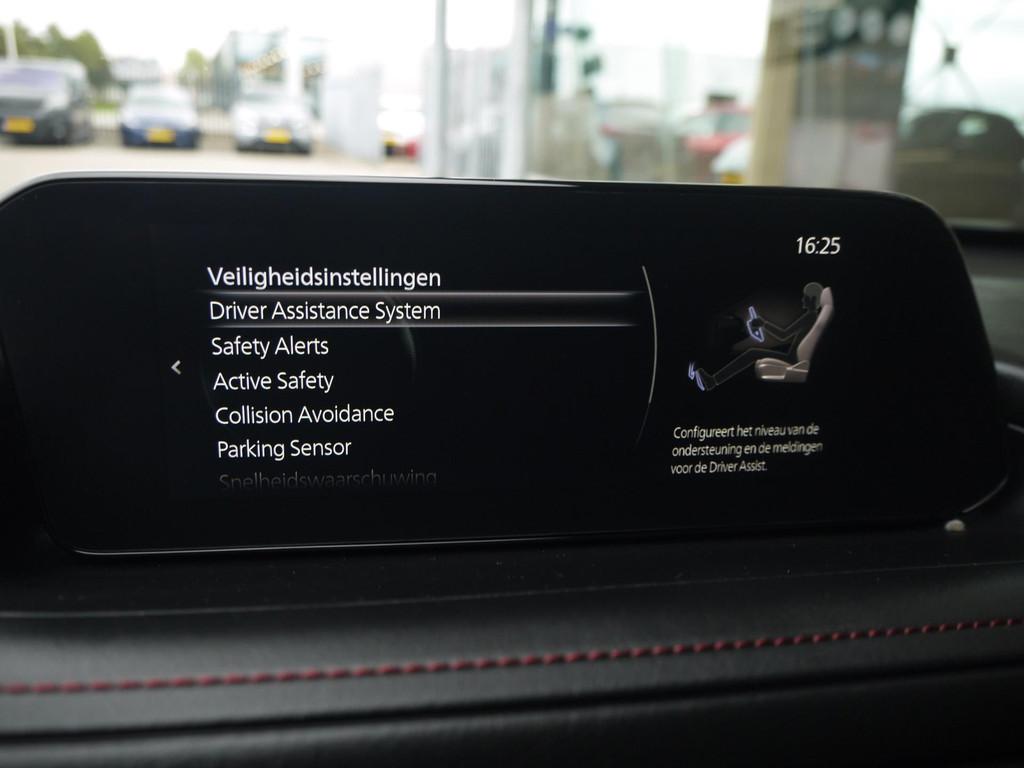 16:25
Veiligheidsinstellingen
Driver Assistance System
Safety Alerts
Active Safety
Collision Avoidance
Parking Sensor
Snelheidswaarschuwing
Configureert het niveau van de
ondersteuning en de meldingen
voor de Driver Assist.